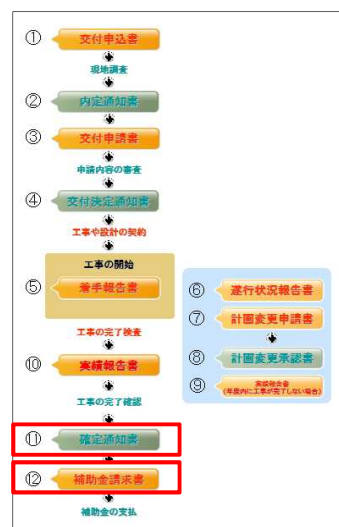 ① 交付申込書
現地調査
② 内定通知書
③ 交付申請書
申請内容の審査
④ 交付決定通知書
工事や設計の契約
工事の開始
⑤ 着手報告書
工事の完了検査
⑩ 実績報告書
工事の完了確認
⑪ 確定通知書
⑫ 補助金請求書
補助金の支払
⑥ 遂行状況報告書
⑦ 計画変更申請書
⑧ 計画変更承認書
⑨ 実績報告書
(年度内に工事が完了しない場合)